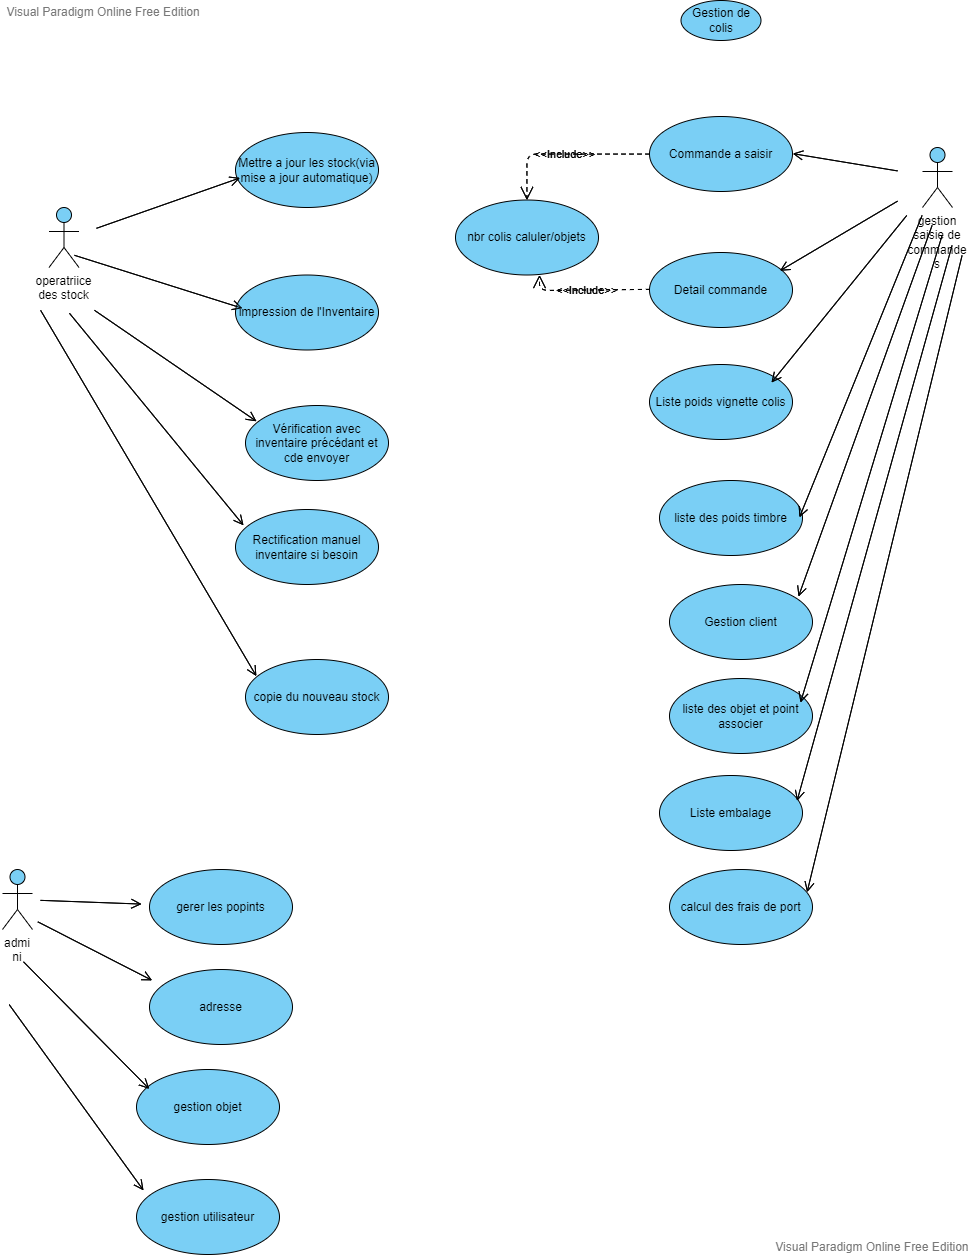 Visual Paradigm Online Free Edition
Gestion de
colis
Mettre a jour les stock(via
mise a jour automatique)
<<Include>>
Commande a saisir
operatriice
des stock
nbr colis caluler/objets
gestion
saisie de
commande
s
Impression de l'Inventaire
<<Include>>
Detail commande
Liste poids vignette colis
Vérification avec
inventaire précédant et
cde envoyer
liste des poids timbre
Rectification manuel
inventaire si besoin
Gestion client
copie du nouveau stock
liste des objet et point
associer
Liste embalage
admi
ni
gerer les popints
calcul des frais de port
adresse
gestion objet
gestion utilisateur
Visual Paradigm Online Free Edition